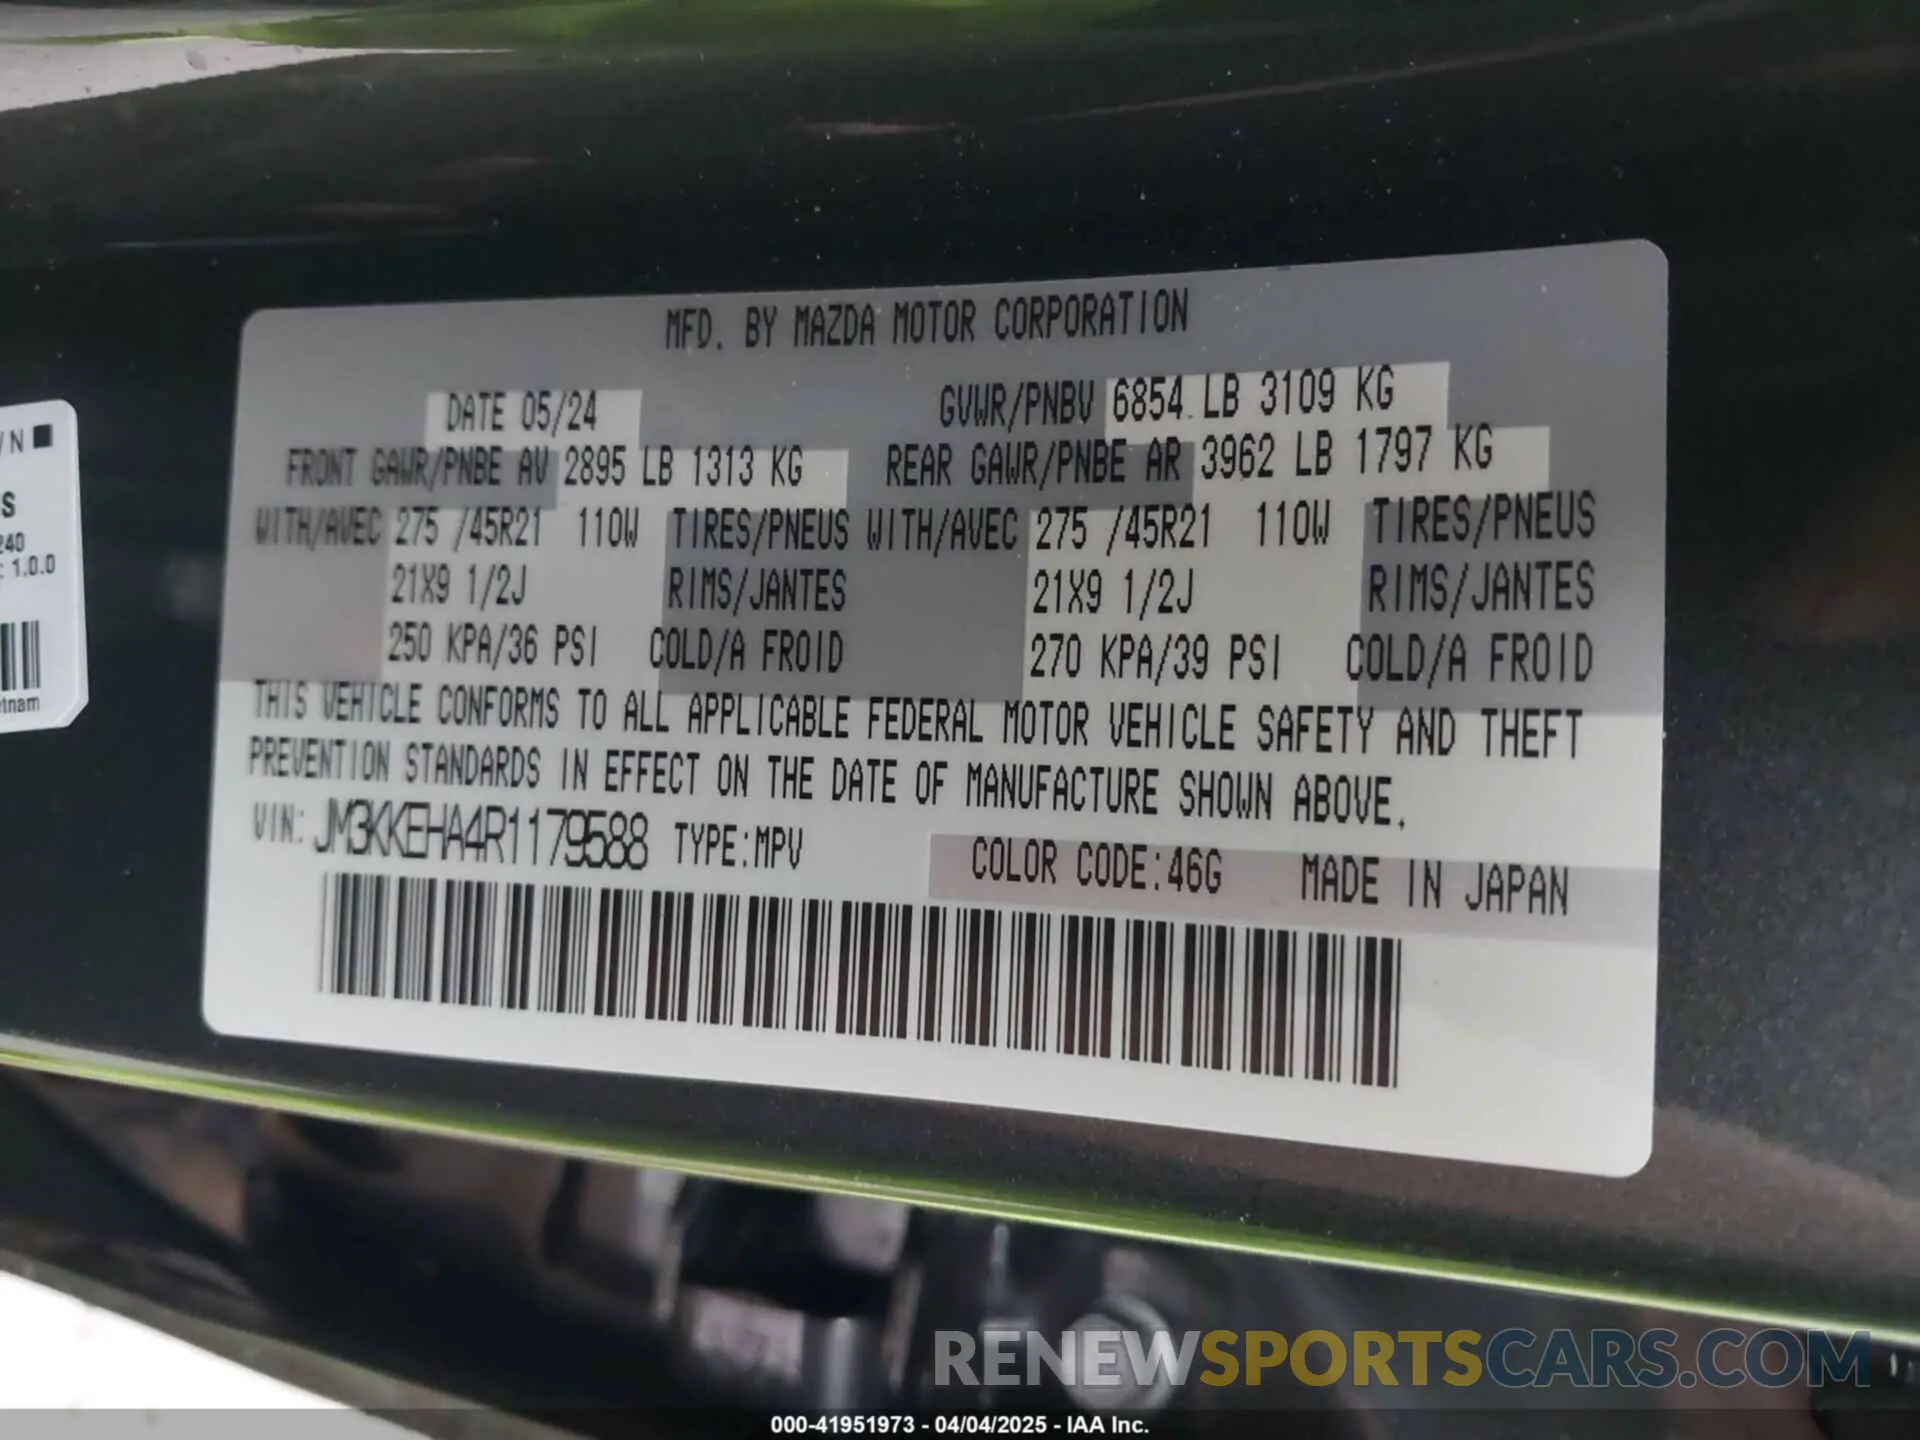 MFD. BY MAZDA MOTOR CORPORATION
DATE 05/24 GVWR/PNBV 6854 LB 3109 KG
FRONT GAWR/PNBE AV 2895 LB 1313 KG REAR GAWR/PNBE AR 3962 LB 1797 KG
WITH/AVEC 275 /45R21 110W TIRES/PNEUS WITH/AVEC 275 /45R21 110W TIRES/PNEUS
21X9 1/2J RIMS/JANTES 21X9 1/2J RIMS/JANTES
250 KPA/36 PSI COLD/A FROID 270 KPA/39 PSI COLD/A FROID
THIS VEHICLE CONFORMS TO ALL APPLICABLE FEDERAL MOTOR VEHICLE SAFETY AND THEFT
PREVENTION STANDARDS IN EFFECT ON THE DATE OF MANUFACTURE SHOWN ABOVE.
VIN: JM3KKEHA4R1179588 TYPE:MPV COLOR CODE:46G MADE IN JAPAN
/N
S
240
: 1.0.0
tnam
RENEWSPORTSCARS.COM
000-41951973 - 04/04/2025 - IAA Inc.